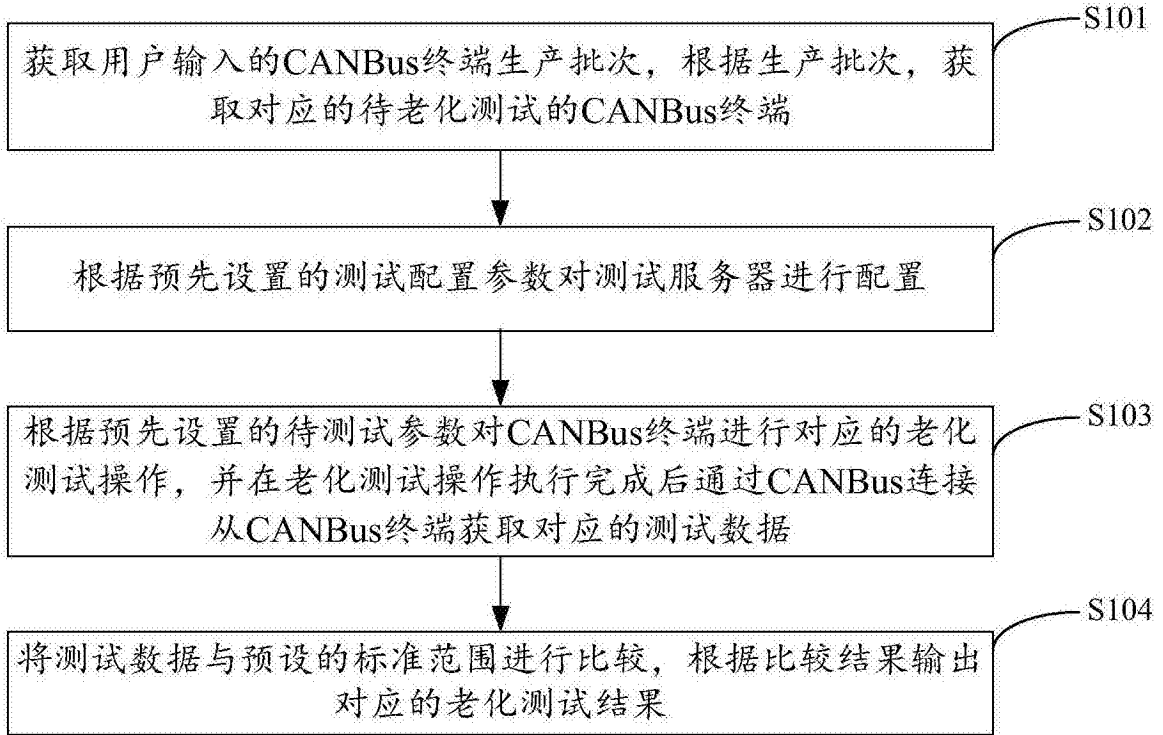 S101
获取用户输入的CANBus终端生产批次，根据生产批次，获
取对应的待老化测试的CANBus终端
S102
根据预先设置的测试配置参数对测试服务器进行配置
S103
根据预先设置的待测试参数对CANBus终端进行对应的老化
测试操作，并在老化测试操作执行完成后通过CANBus连接
从CANBus终端获取对应的测试数据
S104
将测试数据与预设的标准范围进行比较，根据比较结果输出
对应的老化测试结果